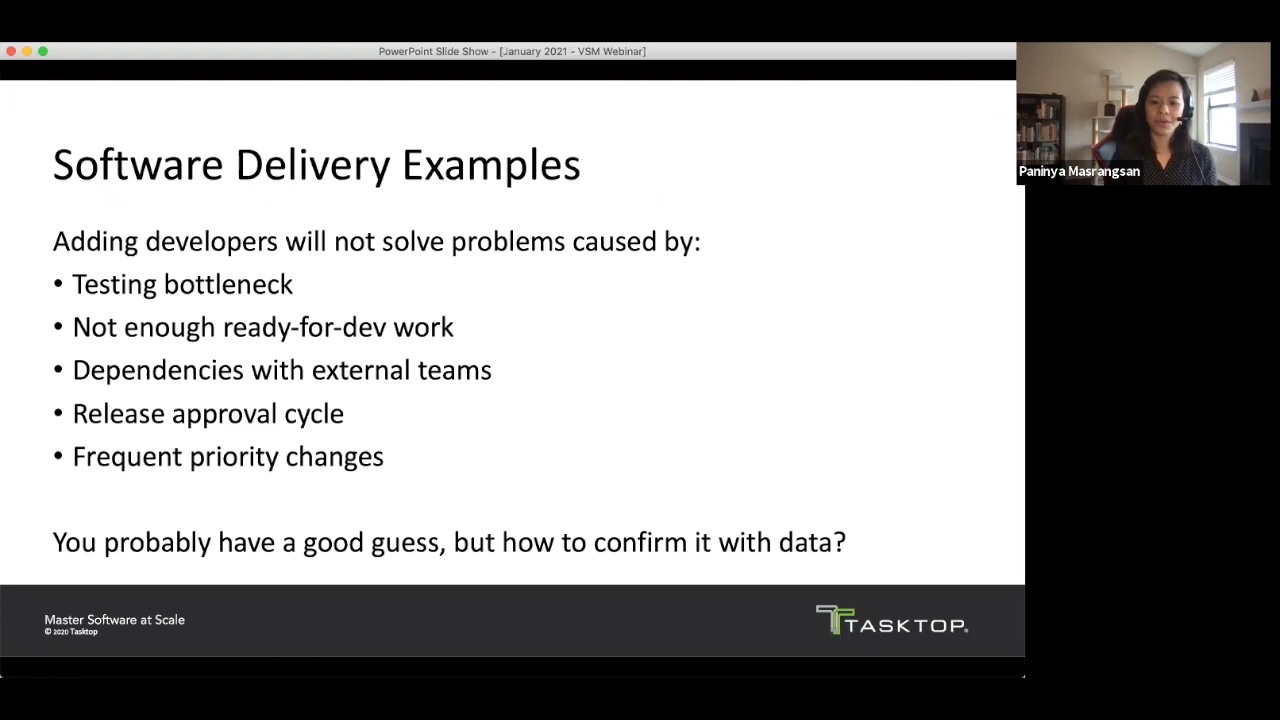 PowerPoint Slide Show - [January 2021 - VSM Webinar]
Paninya Masrangsan
Software Delivery Examples
Adding developers will not solve problems caused by:
• Testing bottleneck
• Not enough ready-for-dev work
• Dependencies with external teams
• Release approval cycle
• Frequent priority changes
You probably have a good guess, but how to confirm it with data?
Master Software at Scale
© 2020 Tasktop
TASKTOP®